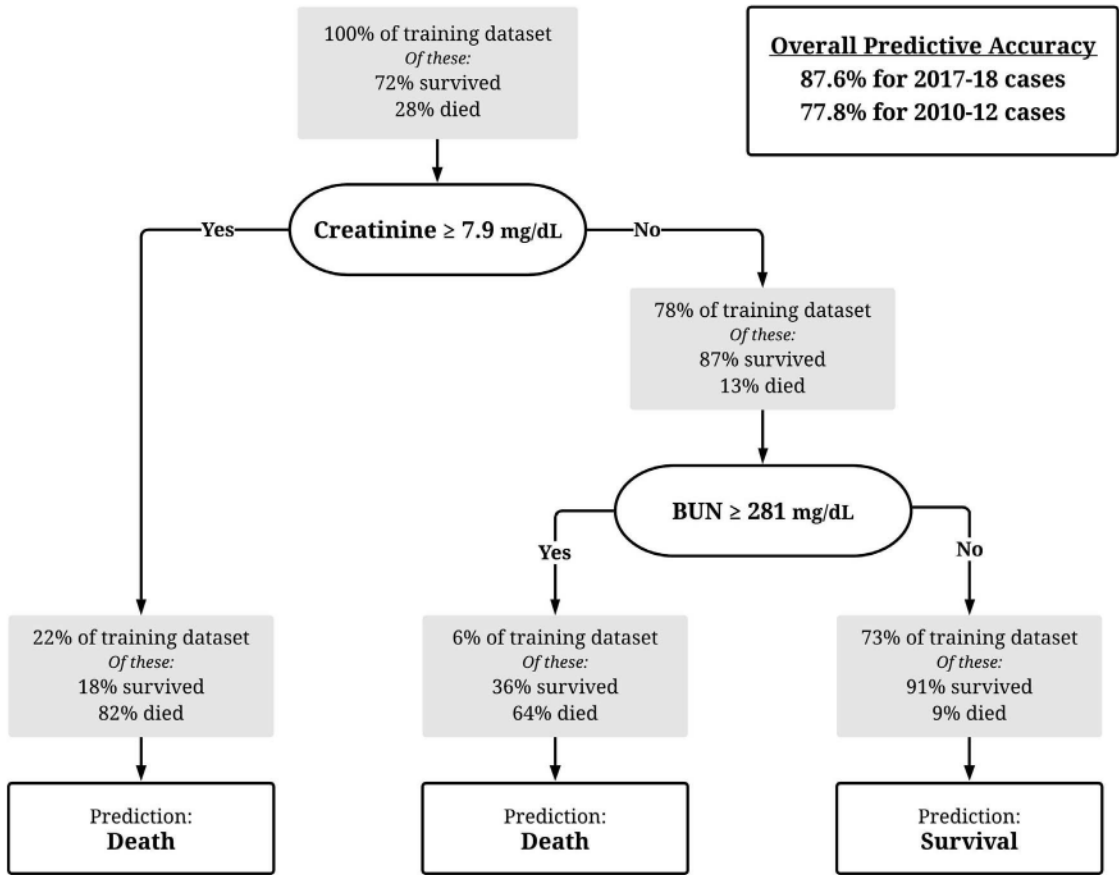 100% of training dataset
Of these:
72% survived
28% died
Overall Predictive Accuracy
87.6% for 2017-18 cases
77.8% for 2010-12 cases
Creatinine ≥ 7.9 mg/dL
Yes
No
78% of training dataset
Of these:
87% survived
13% died
BUN ≥ 281 mg/dL
Yes
No
22% of training dataset
Of these:
18% survived
82% died
6% of training dataset
Of these:
36% survived
64% died
73% of training dataset
Of these:
91% survived
9% died
Prediction:
Death
Prediction:
Death
Prediction:
Survival